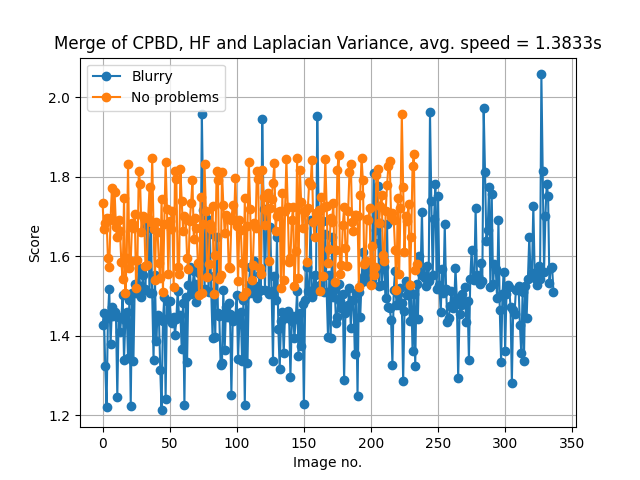 Merge of CPBD, HF and Laplacian Variance, avg. speed = 1.3833s
Blurry
No problems
2.0
1.8
1.6
1.4
1.2
Score
0 50 100 150 200 250 300 350
Image no.